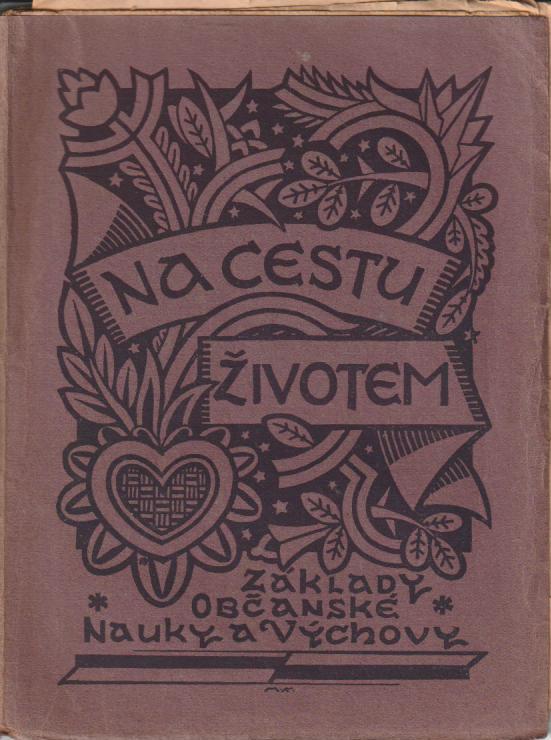 NA CESTU
ŽIVOTEM
ZÁKLADY
OBČANSKÉ
NAUKY A VÝCHOVY